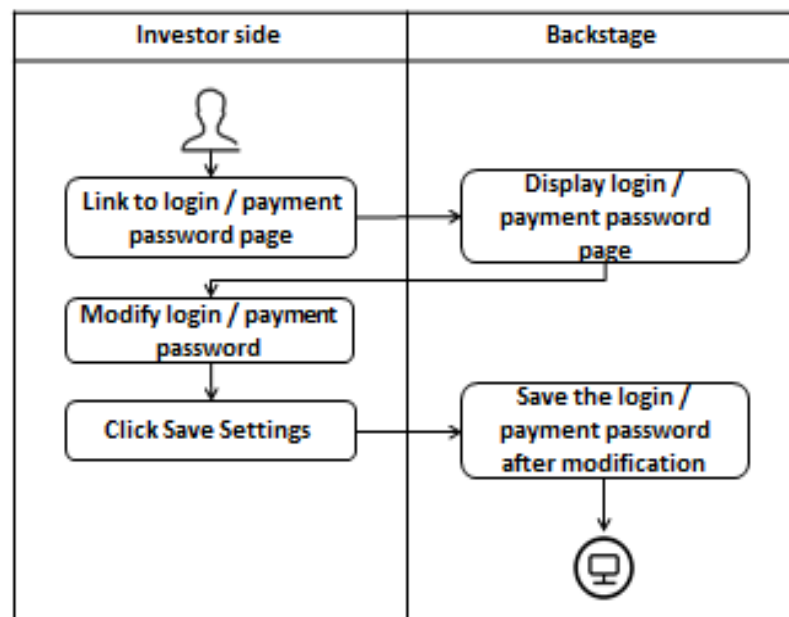 Investor side
Backstage
Link to login / payment
password page
Display login /
payment password
page
Modify login / payment
password
Click Save Settings
Save the login /
payment password
after modification